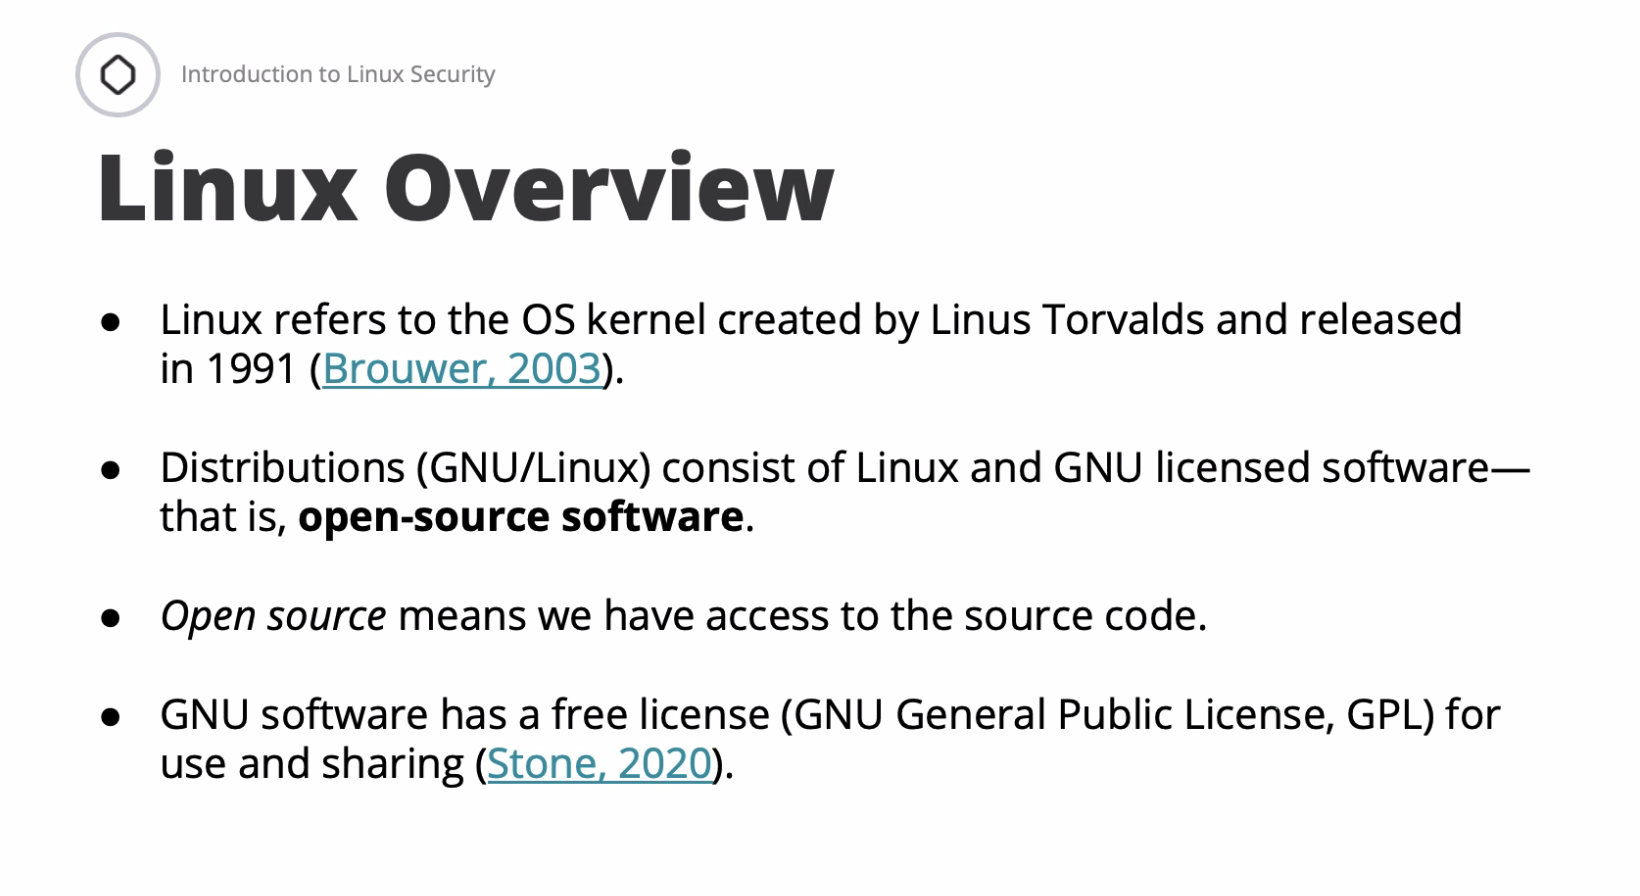 Introduction to Linux Security
Linux Overview
● Linux refers to the OS kernel created by Linus Torvalds and released
in 1991 (Brouwer, 2003).
● Distributions (GNU/Linux) consist of Linux and GNU licensed software—
that is, open-source software.
● Open source means we have access to the source code.
● GNU software has a free license (GNU General Public License, GPL) for
use and sharing (Stone, 2020).